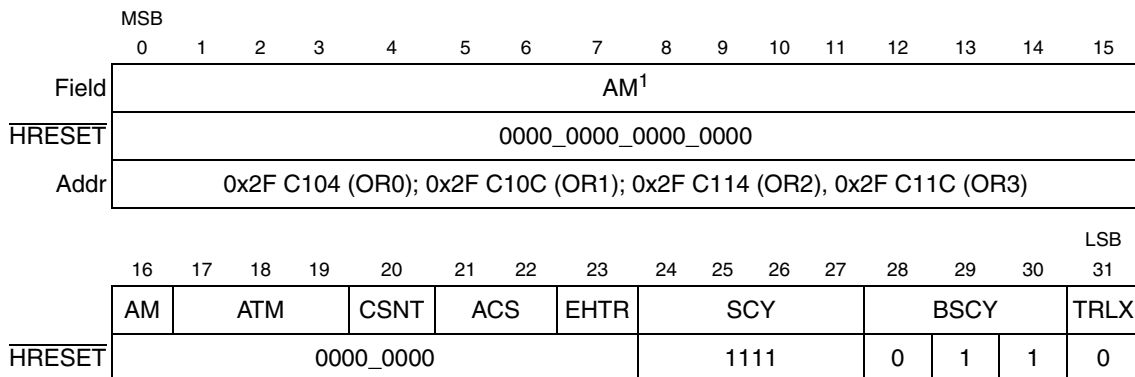 MSB
0 1 2 3 4 5 6 7 8 9 10 11 12 13 14 15
Field AM¹
HRESET 0000_0000_0000_0000
Addr 0x2F C104 (OR0); 0x2F C10C (OR1); 0x2F C114 (OR2), 0x2F C11C (OR3)
LSB
16 17 18 19 20 21 22 23 24 25 26 27 28 29 30 31
AM ATM CSNT ACS EHTR SCY BSCY TRLX
HRESET 0000_0000 1111 0 1 1 0